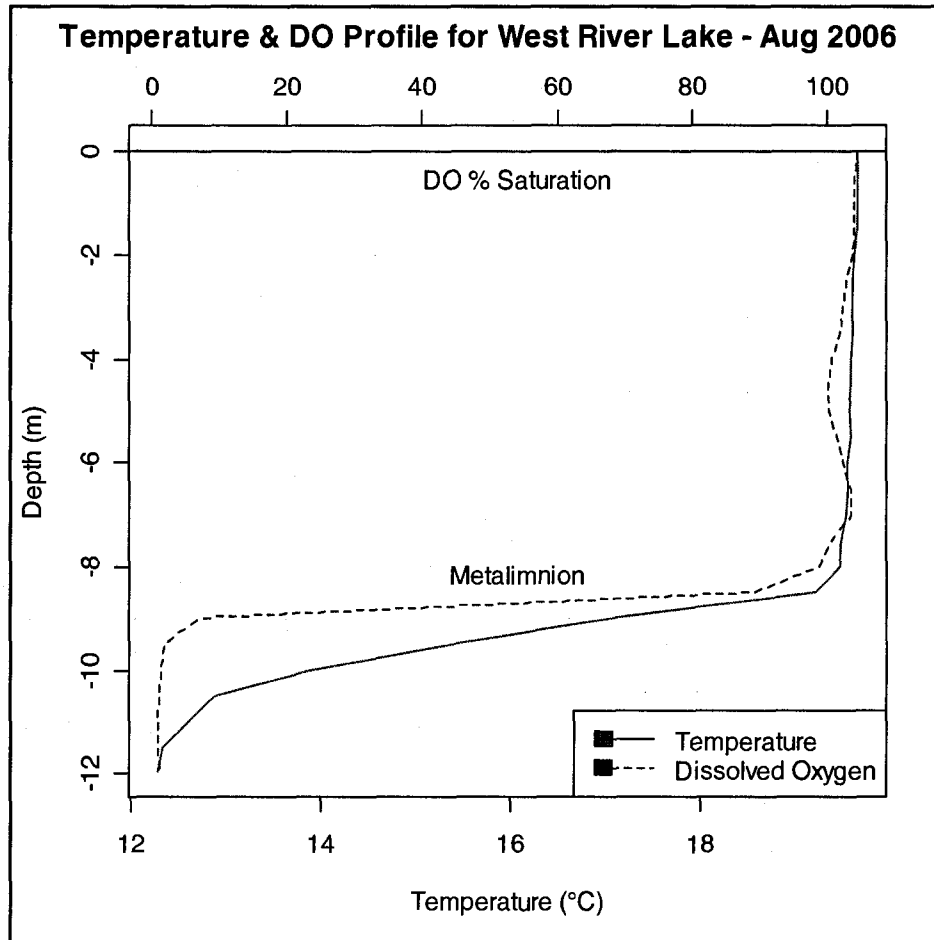 Temperature & DO Profile for West River Lake - Aug 2006
0 20 40 60 80 100
DO % Saturation
0
-2
-4
-6
-8
-10
-12
Depth (m)
Metalimnion
Temperature
Dissolved Oxygen
12 14 16 18
Temperature (°C)